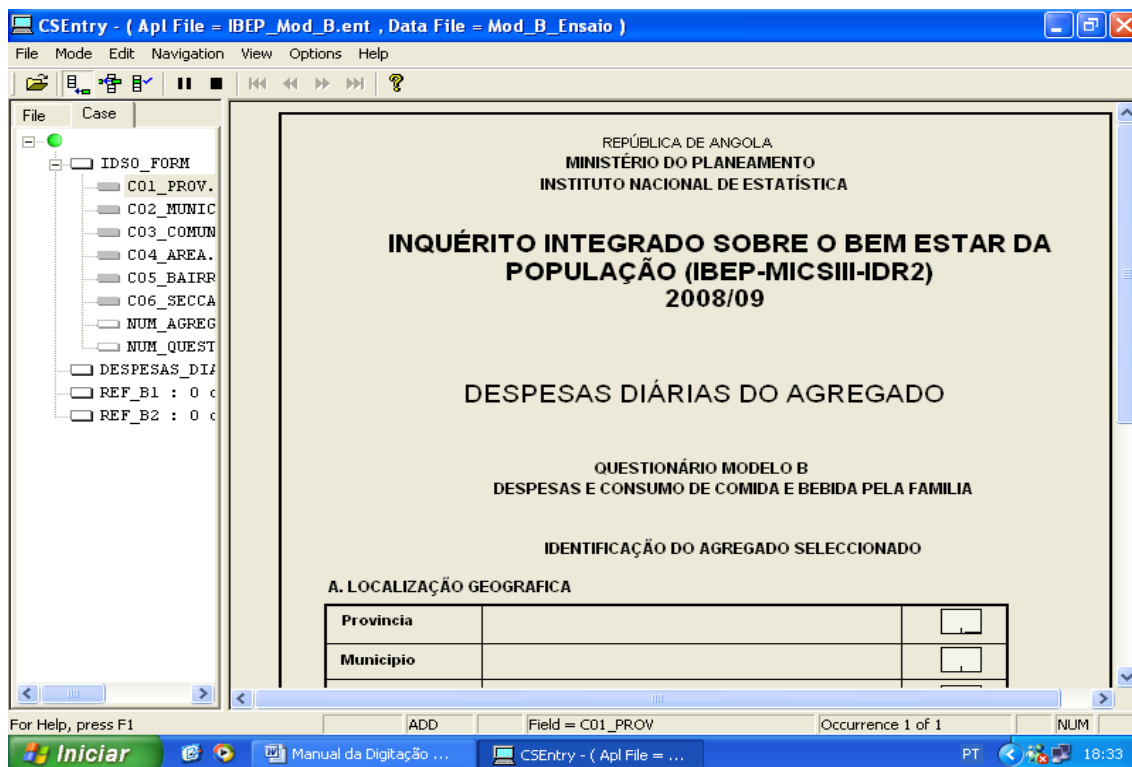 CSEntry - ( Apl File = IBEP_Mod_B.ent , Data File = Mod_B_Ensaio )
File Mode Edit Navigation View Options Help
File Case
IDS0_FORM
C01_PROV.
C02_MUNIC
C03_COMUN
C04_AREA.
C05_BAIRR
C06_SECCA
NUM_AGREG
NUM_QUEST
DESPESAS_DIA
REF_B1 : 0 c
REF_B2 : 0 c
REPÚBLICA DE ANGOLA
MINISTÉRIO DO PLANEAMENTO
INSTITUTO NACIONAL DE ESTATÍSTICA
INQUÉRITO INTEGRADO SOBRE O BEM ESTAR DA
POPULAÇÃO (IBEP-MICSIII-IDR2)
2008/09
DESPESAS DIÁRIAS DO AGREGADO
QUESTIONÁRIO MODELO B
DESPESAS E CONSUMO DE COMIDA E BEBIDA PELA FAMILIA
IDENTIFICAÇÃO DO AGREGADO SELECCIONADO
A. LOCALIZAÇÃO GEOGRAFICA
Provincia
Municipio
For Help, press F1 ADD Field = C01_PROV Occurrence 1 of 1 NUM
Iniciar Manual da Digitação ... CSEntry - ( Apl File = ... PT 18:33